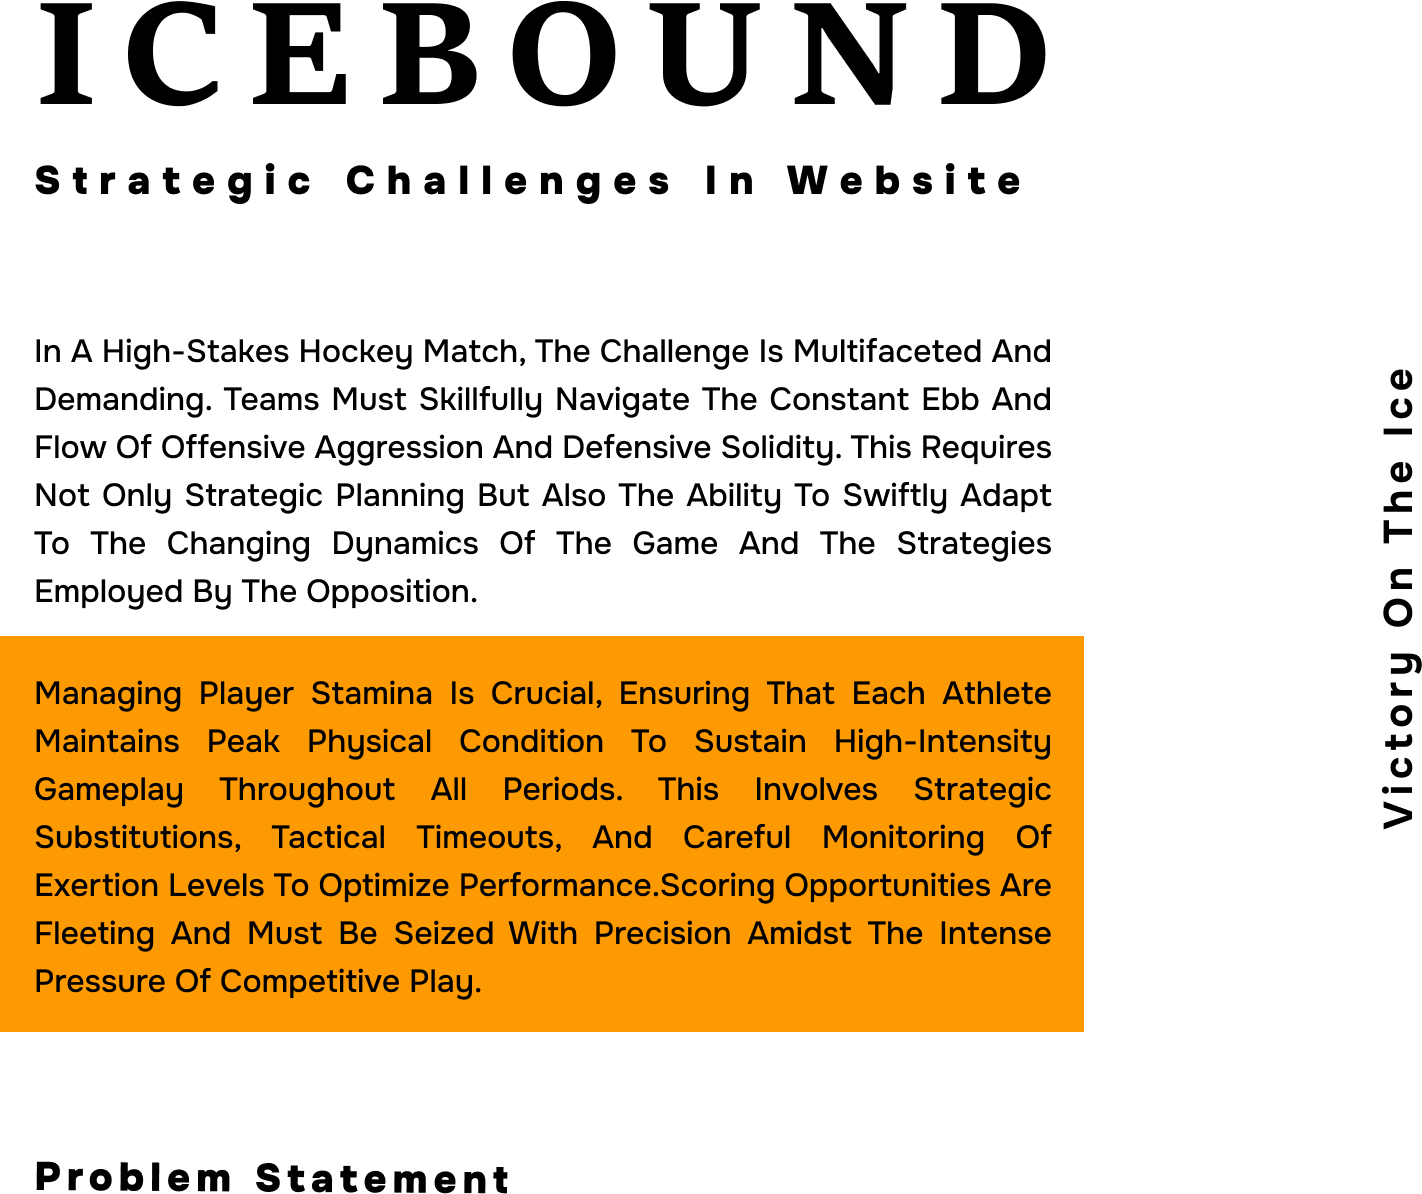 ICEBOUND
Strategic Challenges In Website
In A High-Stakes Hockey Match, The Challenge Is Multifaceted And
Demanding. Teams Must Skillfully Navigate The Constant Ebb And
Flow Of Offensive Aggression And Defensive Solidity. This Requires
Not Only Strategic Planning But Also The Ability To Swiftly Adapt
To The Changing Dynamics Of The Game And The Strategies
Employed By The Opposition.
Managing Player Stamina Is Crucial, Ensuring That Each Athlete
Maintains Peak Physical Condition To Sustain High-Intensity
Gameplay Throughout All Periods. This Involves Strategic
Substitutions, Tactical Timeouts, And Careful Monitoring Of
Exertion Levels To Optimize Performance.Scoring Opportunities Are
Fleeting And Must Be Seized With Precision Amidst The Intense
Pressure Of Competitive Play.
Problem Statement
Victory On The Ice